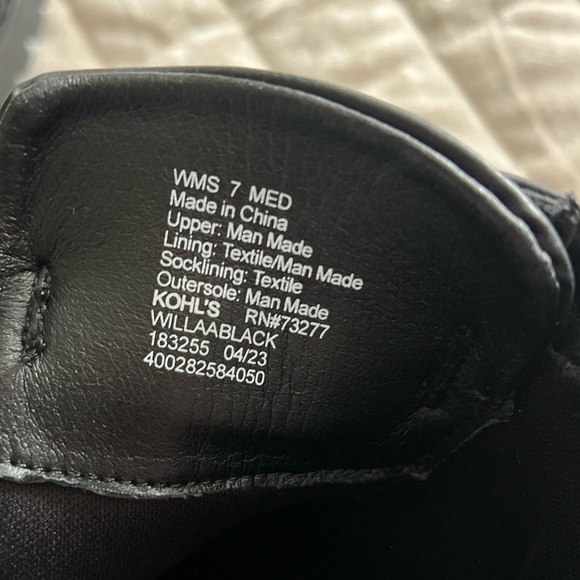 WMS 7 MED
Made in China
Upper: Man Made
Lining: Textile/Man Made
Socklining: Textile
Outersole: Man Made
KOHL'S RN#73277
WILLAABLACK
183255 04/23
400282584050